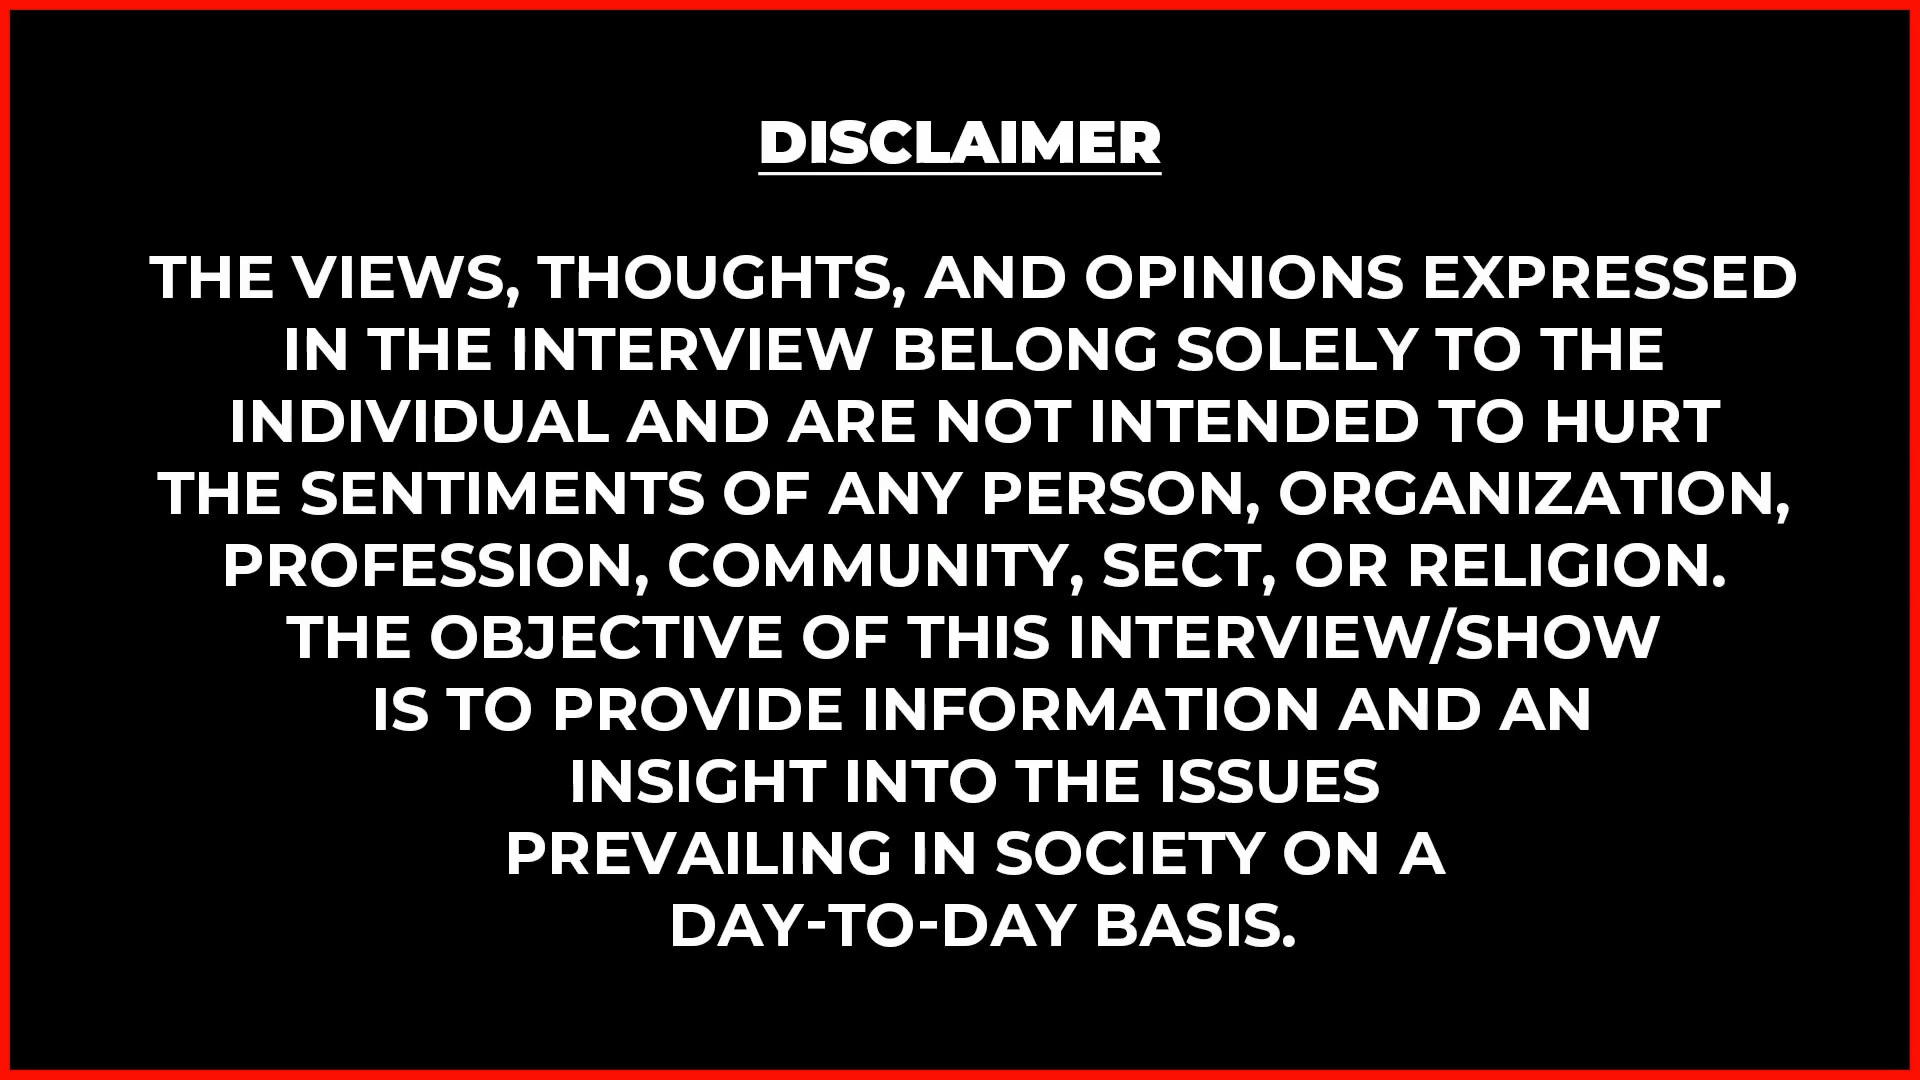 DISCLAIMER
THE VIEWS, THOUGHTS, AND OPINIONS EXPRESSED
IN THE INTERVIEW BELONG SOLELY TO THE
INDIVIDUAL AND ARE NOT INTENDED TO HURT
THE SENTIMENTS OF ANY PERSON, ORGANIZATION,
PROFESSION, COMMUNITY, SECT, OR RELIGION.
THE OBJECTIVE OF THIS INTERVIEW/SHOW
IS TO PROVIDE INFORMATION AND AN
INSIGHT INTO THE ISSUES
PREVAILING IN SOCIETY ON A
DAY-TO-DAY BASIS.